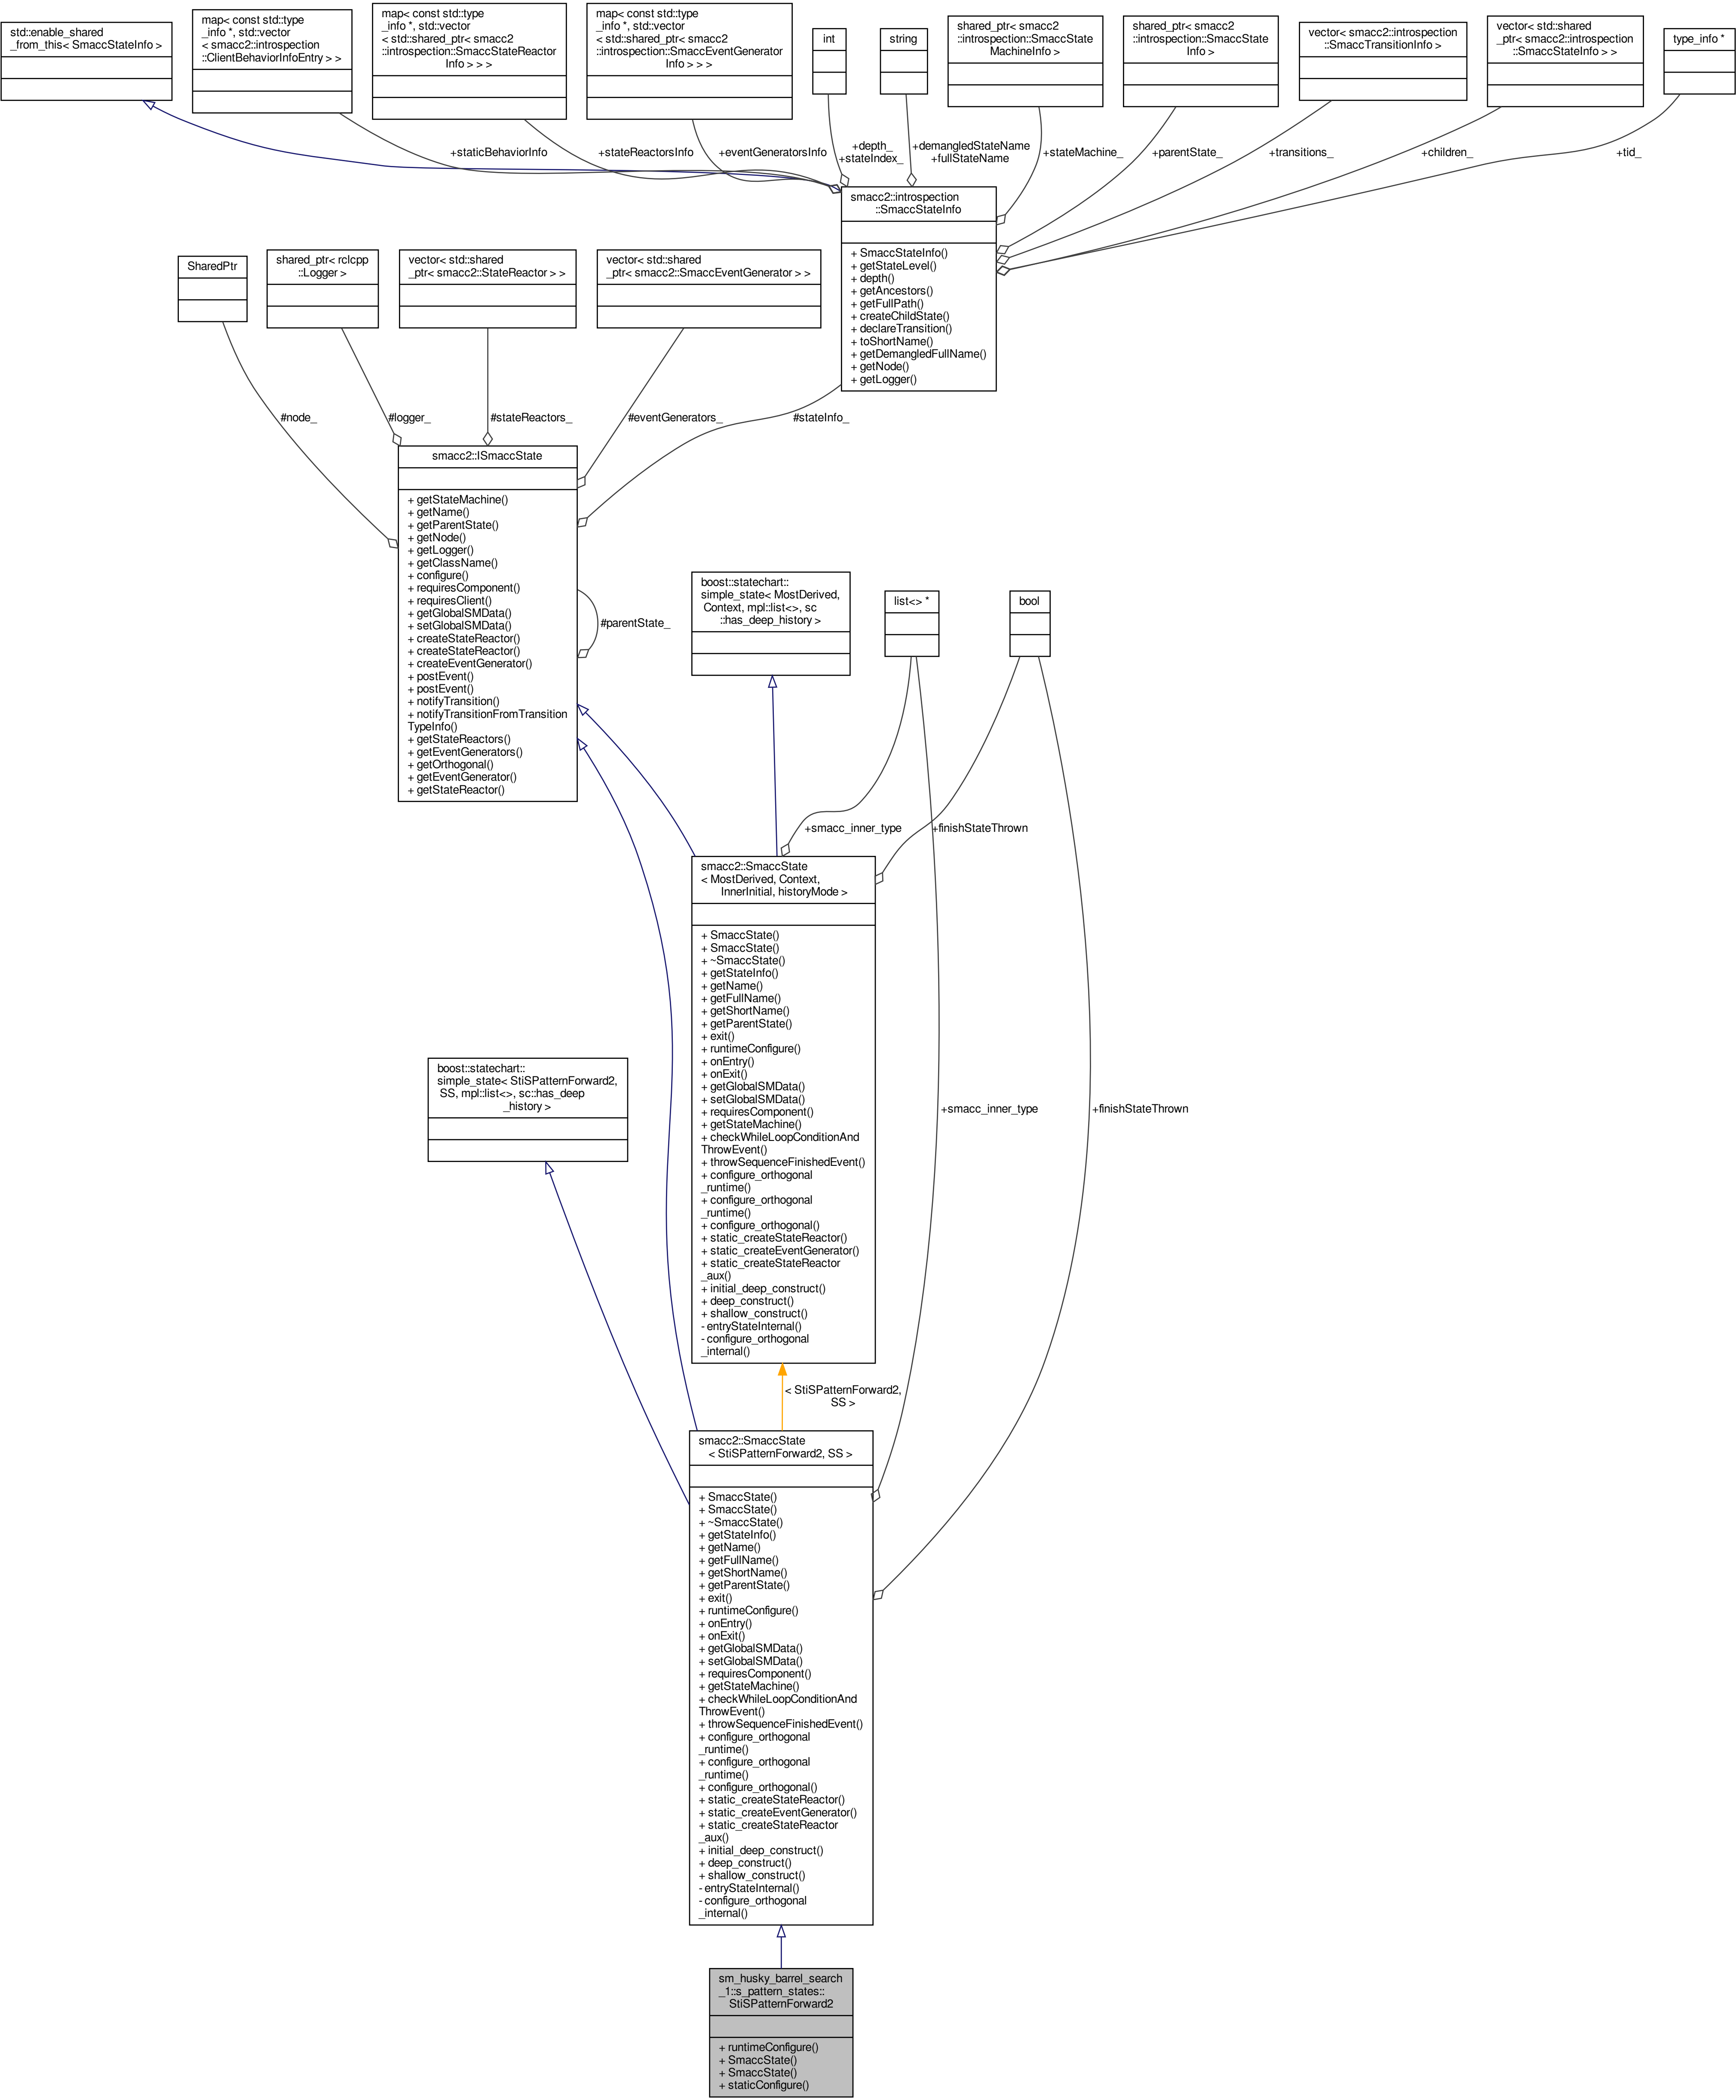 std::enable_shared
_from_this< SmaccStateInfo >
map< const std::type
_info *, std::vector
< smacc2::introspection
::ClientBehaviorInfoEntry > >
map< const std::type
_info *, std::vector
< std::shared_ptr< smacc2
::introspection::SmaccStateReactor
Info > > >
map< const std::type
_info *, std::vector
< std::shared_ptr< smacc2
::introspection::SmaccEventGenerator
Info > > >
int
string
shared_ptr< smacc2
::introspection::SmaccState
MachineInfo >
shared_ptr< smacc2
::introspection::SmaccState
Info >
vector< smacc2::introspection
::SmaccTransitionInfo >
vector< std::shared
_ptr< smacc2::introspection
::SmaccStateInfo > >
type_info *
+staticBehaviorInfo
+stateReactorsInfo
+eventGeneratorsInfo
+depth_
+stateIndex_
+demangledStateName
+fullStateName
+stateMachine_
+parentState_
+transitions_
+children_
+tid_
smacc2::introspection
::SmaccStateInfo
+ SmaccStateInfo()
+ getStateLevel()
+ depth()
+ getAncestors()
+ getFullPath()
+ createChildState()
+ declareTransition()
+ toShortName()
+ getDemangledFullName()
+ getNode()
+ getLogger()
SharedPtr
shared_ptr< rclcpp
::Logger >
vector< std::shared
_ptr< smacc2::StateReactor > >
vector< std::shared
_ptr< smacc2::SmaccEventGenerator > >
#node_
#logger_
#stateReactors_
#eventGenerators_
#stateInfo_
smacc2::ISmaccState
+ getStateMachine()
+ getName()
+ getParentState()
+ getNode()
+ getLogger()
+ getClassName()
+ configure()
+ requiresComponent()
+ requiresClient()
+ getGlobalSMData()
+ setGlobalSMData()
+ createStateReactor()
+ createStateReactor()
+ createEventGenerator()
+ postEvent()
+ postEvent()
+ notifyTransition()
+ notifyTransitionFromTransition
TypeInfo()
+ getStateReactors()
+ getEventGenerators()
+ getOrthogonal()
+ getEventGenerator()
+ getStateReactor()
#parentState_
boost::statechart::
simple_state< MostDerived,
Context, mpl::list<>, sc
::has_deep_history >
list<> *
bool
+smacc_inner_type
+finishStateThrown
smacc2::SmaccState
< MostDerived, Context,
InnerInitial, historyMode >
+ SmaccState()
+ SmaccState()
+ ~SmaccState()
+ getStateInfo()
+ getName()
+ getFullName()
+ getShortName()
+ getParentState()
+ exit()
+ runtimeConfigure()
+ onEntry()
+ onExit()
+ getGlobalSMData()
+ setGlobalSMData()
+ requiresComponent()
+ getStateMachine()
+ checkWhileLoopConditionAnd
ThrowEvent()
+ throwSequenceFinishedEvent()
+ configure_orthogonal
_runtime()
+ configure_orthogonal
_runtime()
+ configure_orthogonal()
+ static_createStateReactor()
+ static_createEventGenerator()
+ static_createStateReactor
_aux()
+ initial_deep_construct()
+ deep_construct()
+ shallow_construct()
- entryStateInternal()
- configure_orthogonal
_internal()
boost::statechart::
simple_state< StiSPatternForward2,
SS, mpl::list<>, sc::has_deep
_history >
+smacc_inner_type
+finishStateThrown
< StiSPatternForward2,
SS >
smacc2::SmaccState
< StiSPatternForward2, SS >
+ SmaccState()
+ SmaccState()
+ ~SmaccState()
+ getStateInfo()
+ getName()
+ getFullName()
+ getShortName()
+ getParentState()
+ exit()
+ runtimeConfigure()
+ onEntry()
+ onExit()
+ getGlobalSMData()
+ setGlobalSMData()
+ requiresComponent()
+ getStateMachine()
+ checkWhileLoopConditionAnd
ThrowEvent()
+ throwSequenceFinishedEvent()
+ configure_orthogonal
_runtime()
+ configure_orthogonal
_runtime()
+ configure_orthogonal()
+ static_createStateReactor()
+ static_createEventGenerator()
+ static_createStateReactor
_aux()
+ initial_deep_construct()
+ deep_construct()
+ shallow_construct()
- entryStateInternal()
- configure_orthogonal
_internal()
sm_husky_barrel_search
_1::s_pattern_states::
StiSPatternForward2
+ runtimeConfigure()
+ SmaccState()
+ SmaccState()
+ staticConfigure()